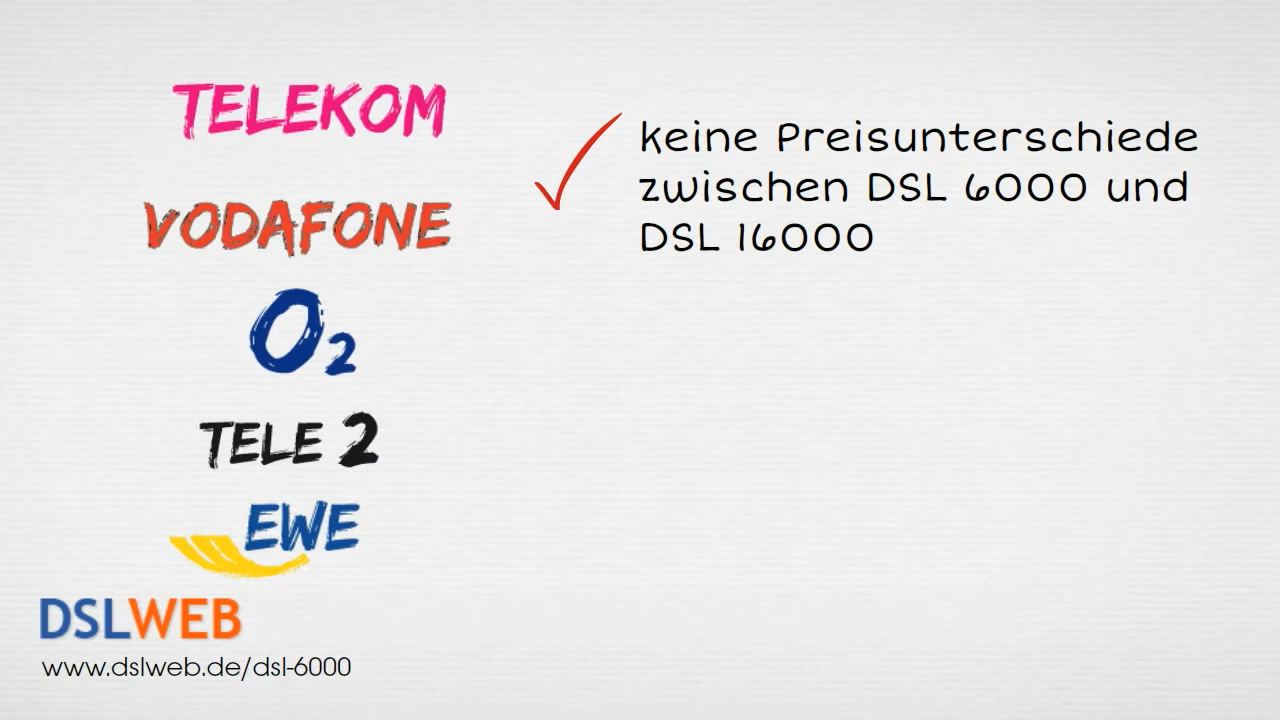 TELEKOM
VODAFONE
O2
TELE 2
EWE
keine Preisunterschiede
zwischen DSL 6000 und
DSL 16000
DSLWEB
www.dslweb.de/dsl-6000